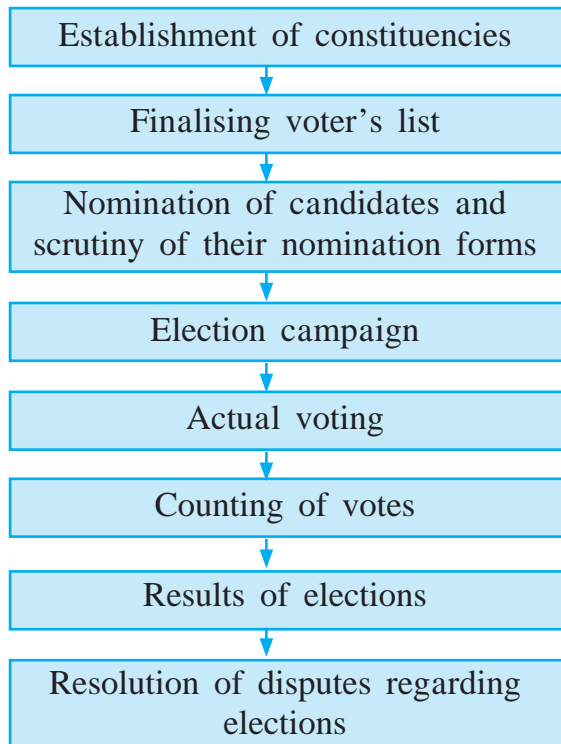 Establishment of constituencies
Finalising voter’s list
Nomination of candidates and
scrutiny of their nomination forms
Election campaign
Actual voting
Counting of votes
Results of elections
Resolution of disputes regarding
elections